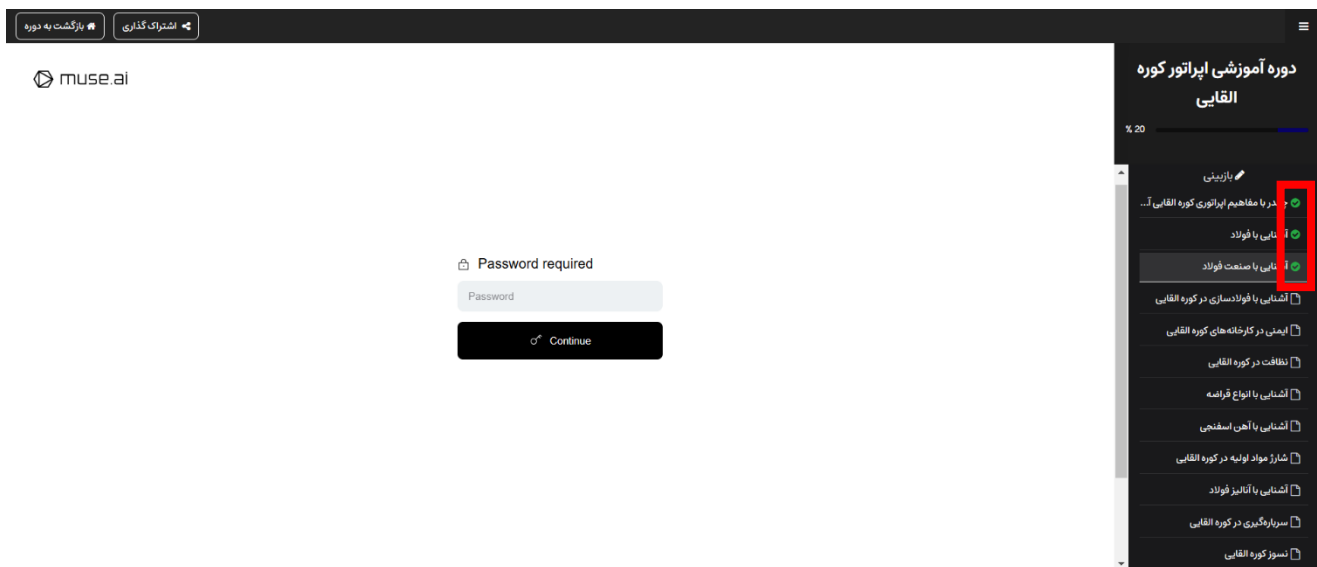 بازگشت به دوره
اشتراک گذاری
muse.ai
Password required
Password
Continue
دوره آموزشی اپراتور کوره
القایی
% 20
بازبینی
با مفاهیم اپراتوری کوره القایی آ...
با فولاد
با صنعت فولاد
آشنایی با فولادسازی در کوره القایی
ایمنی در کارخانه‌های کوره القایی
نظافت در کوره القایی
آشنایی با انواع قراضه
آشنایی با آهن اسفنجی
شارژ مواد اولیه در کوره القایی
آشنایی با آنالیز فولاد
سرباره‌گیری در کوره القایی
نسوز کوره القایی